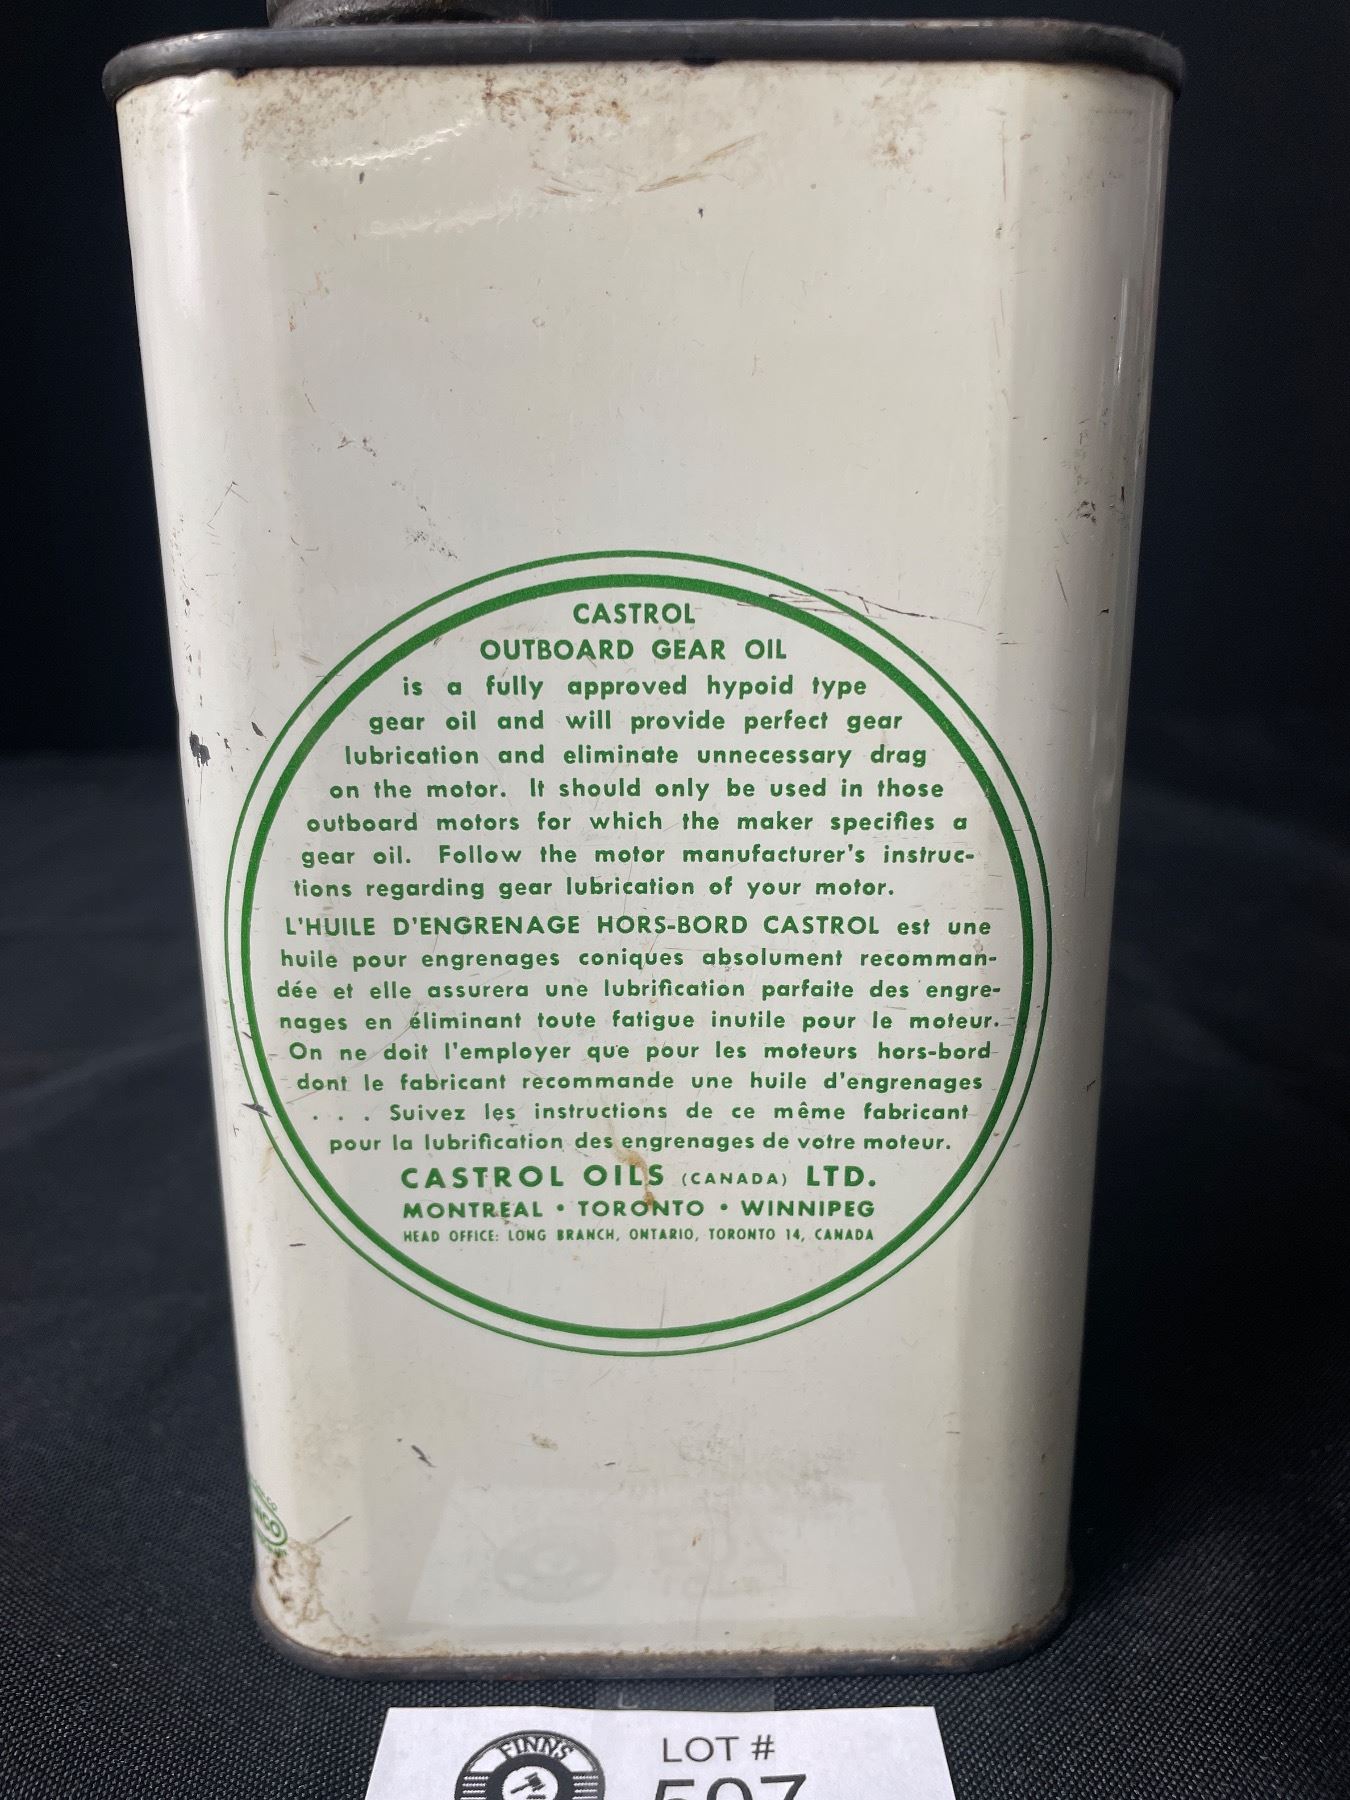 CASTROL
OUTBOARD GEAR OIL
is a fully approved hypoid type
gear oil and will provide perfect gear
lubrication and eliminate unnecessary drag
on the motor. It should only be used in those
outboard motors for which the maker specifies a
gear oil. Follow the motor manufacturer's instruc-
tions regarding gear lubrication of your motor.
L'HUILE D'ENGRENAGE HORS-BORD CASTROL est une
huile pour engrenages coniques absolument recomman-
dée et elle assurera une lubrification parfaite des engre-
nages en éliminant toute fatigue inutile pour le moteur.
On ne doit l'employer que pour les moteurs hors-bord
dont le fabricant recommande une huile d'engrenages
. . . Suivez les instructions de ce même fabricant
pour la lubrification des engrenages de votre moteur.
CASTROL OILS (CANADA) LTD.
MONTREAL • TORONTO • WINNIPEG
HEAD OFFICE: LONG BRANCH, ONTARIO, TORONTO 14, CANADA
FINNS
LOT #
507